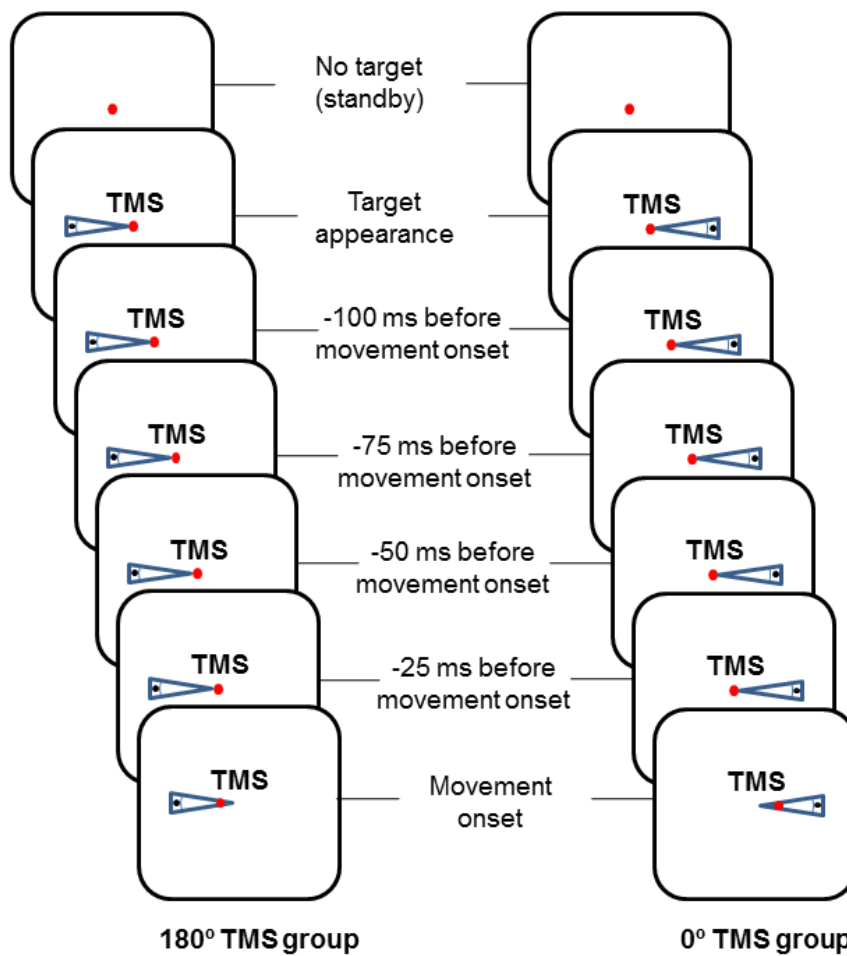 No target
(standby)
TMS
Target
appearance
TMS
TMS
-100 ms before
movement onset
TMS
TMS
-75 ms before
movement onset
TMS
TMS
-50 ms before
movement onset
TMS
TMS
-25 ms before
movement onset
TMS
TMS
Movement
onset
TMS
180º TMS group
0º TMS group